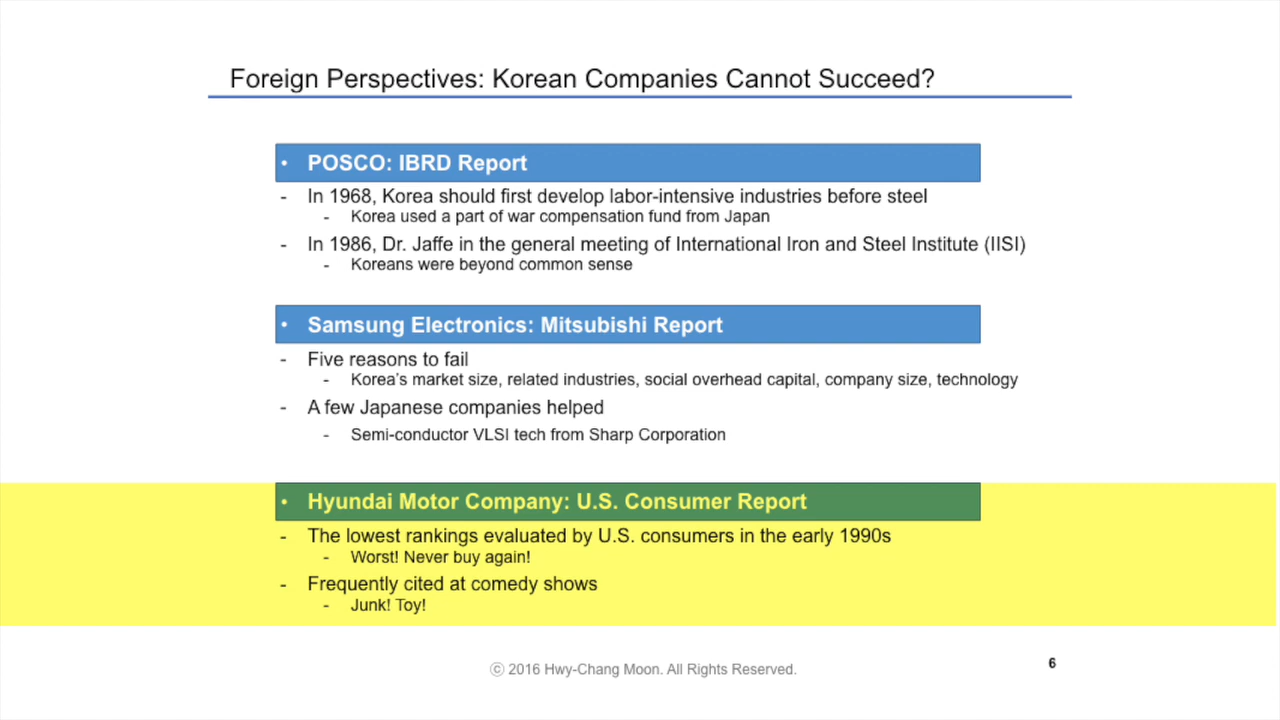 Foreign Perspectives: Korean Companies Cannot Succeed?
• POSCO: IBRD Report
- In 1968, Korea should first develop labor-intensive industries before steel
- Korea used a part of war compensation fund from Japan
- In 1986, Dr. Jaffe in the general meeting of International Iron and Steel Institute (IISI)
- Koreans were beyond common sense
• Samsung Electronics: Mitsubishi Report
- Five reasons to fail
- Korea's market size, related industries, social overhead capital, company size, technology
- A few Japanese companies helped
- Semi-conductor VLSI tech from Sharp Corporation
• Hyundai Motor Company: U.S. Consumer Report
- The lowest rankings evaluated by U.S. consumers in the early 1990s
- Worst! Never buy again!
- Frequently cited at comedy shows
- Junk! Toy!
ⓒ 2016 Hwy-Chang Moon. All Rights Reserved.
6